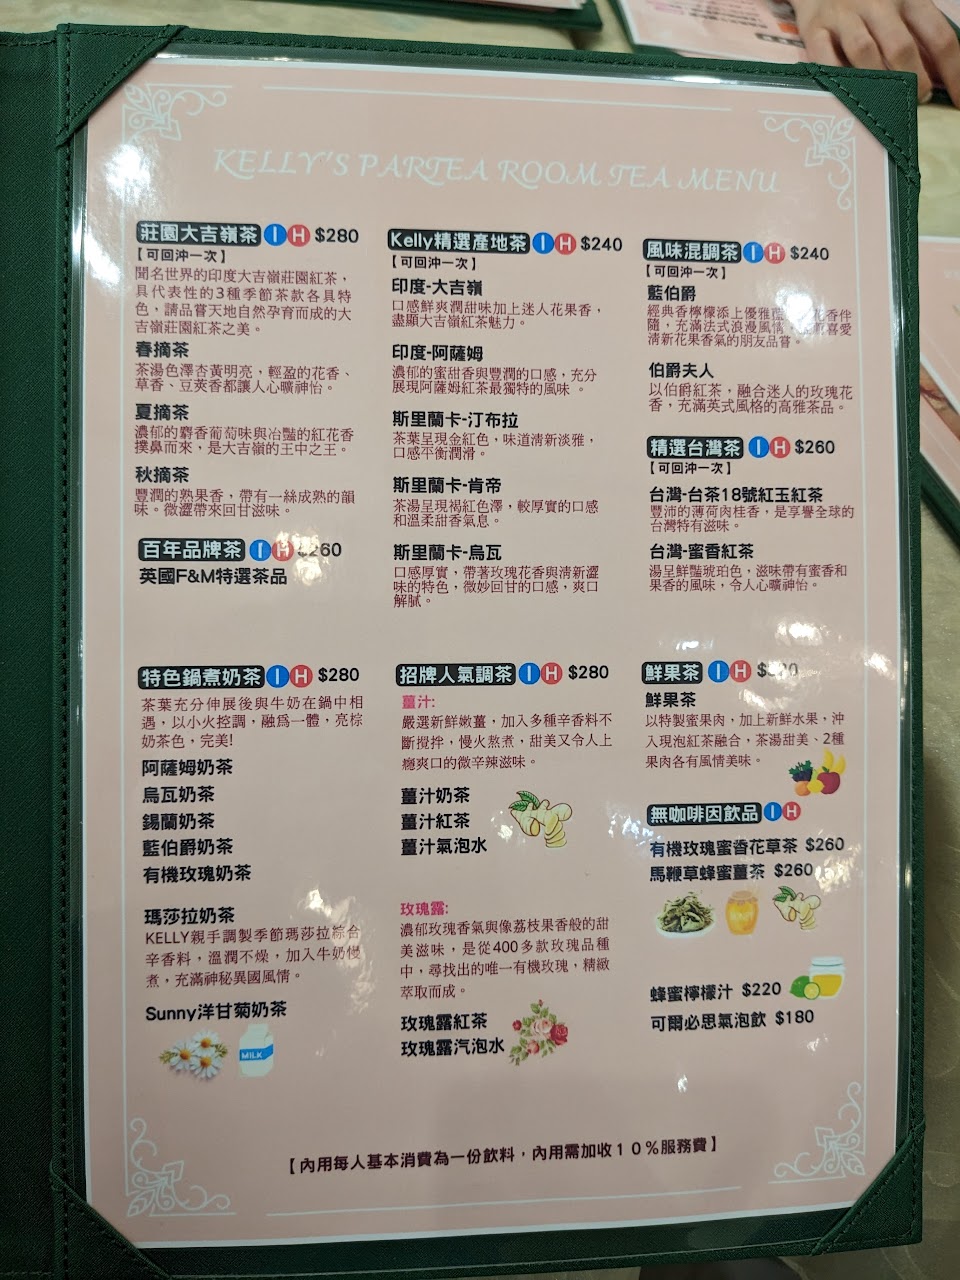 KELLY'S PARTEA ROOM TEA MENU
莊園大吉嶺茶 I H $280
【可回沖一次】
聞名世界的印度大吉嶺莊園紅茶，
具代表性的3種季節茶款各具特
色，請品嘗天地自然孕育而成的大
吉嶺莊園紅茶之美。
春摘茶
茶湯色澤杏黃明亮，輕盈的花香、
草香、豆莢香都讓人心曠神怡。
夏摘茶
濃郁的麝香葡萄味與冶豔的紅花香
撲鼻而來，是大吉嶺的王中之王。
秋摘茶
豐潤的熟果香，帶有一絲成熟的韻
味。微澀帶來回甘滋味。
百年品牌茶 I H $260
英國F&M特選茶品
Kelly精選產地茶 I H $240
【可回沖一次】
印度-大吉嶺
口感鮮爽潤甜味加上迷人花果香，
盡顯大吉嶺紅茶魅力。
印度-阿薩姆
濃郁的蜜甜香與豐潤的口感，充分
展現阿薩姆紅茶最獨特的風味 。
斯里蘭卡-汀布拉
茶葉呈現金紅色，味道清新淡雅，
口感平衡潤滑。
斯里蘭卡-肯帝
茶湯呈現褐紅色澤，較厚實的口感
和溫柔甜香氣息。
斯里蘭卡-烏瓦
口感厚實，帶著玫瑰花香與清新澀
味的特色，微妙回甘的口感，爽口
解膩。
風味混調茶 I H $240
【可回沖一次】
藍伯爵
經典香檸檬添上優雅 花香伴
隨，充滿法式浪漫風情， 喜愛
清新花果香氣的朋友品嘗。
伯爵夫人
以伯爵紅茶，融合迷人的玫瑰花
香，充滿英式風格的高雅茶品。
精選台灣茶 I H $260
【可回沖一次】
台灣-台茶18號紅玉紅茶
豐沛的薄荷肉桂香，是享譽全球的
台灣特有滋味。
台灣-蜜香紅茶
湯呈鮮豔琥珀色，滋味帶有蜜香和
果香的風味，令人心曠神怡。
特色鍋煮奶茶 I H $280
茶葉充分伸展後與牛奶在鍋中相
遇，以小火控調，融為一體，亮棕
奶茶色，完美!
阿薩姆奶茶
烏瓦奶茶
錫蘭奶茶
藍伯爵奶茶
有機玫瑰奶茶
瑪莎拉奶茶
KELLY親手調製季節瑪莎拉綜合
辛香料，溫潤不燥，加入牛奶慢
煮，充滿神秘異國風情。
Sunny洋甘菊奶茶
MILK
招牌人氣調茶 I H $280
薑汁:
嚴選新鮮嫩薑，加入多種辛香料不
斷攪拌，慢火熬煮，甜美又令人上
癮爽口的微辛辣滋味。
薑汁奶茶
薑汁紅茶
薑汁氣泡水
玫瑰露:
濃郁玫瑰香氣與像荔枝果香般的甜
美滋味，是從400多款玫瑰品種
中，尋找出的唯一有機玫瑰，精緻
萃取而成。
玫瑰露紅茶
玫瑰露汽泡水
鮮果茶 I H
鮮果茶
以特製蜜果肉，加上新鮮水果，沖
入現泡紅茶融合，茶湯甜美、2種
果肉各有風情美味。
無咖啡因飲品 I H
有機玫瑰蜜香花草茶 $260
馬鞭草蜂蜜薑茶 $260
HONEY
蜂蜜檸檬汁 $220
可爾必思氣泡飲 $180
【內用每人基本消費為一份飲料，內用需加收１０％服務費】